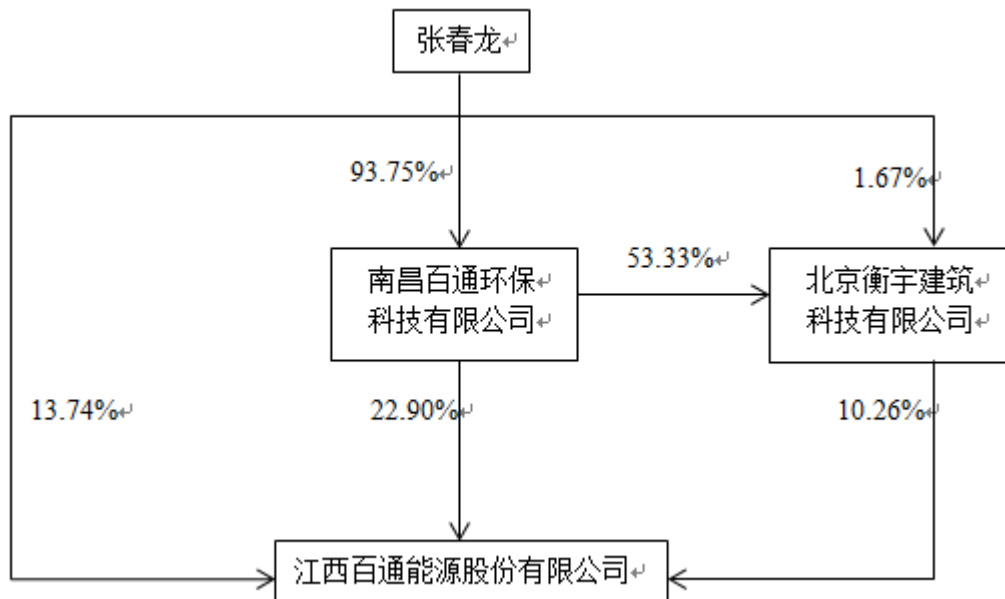 张春龙
93.75%
1.67%
53.33%
南昌百通环保
科技有限公司
北京衡宇建筑
科技有限公司
13.74%
22.90%
10.26%
江西百通能源股份有限公司